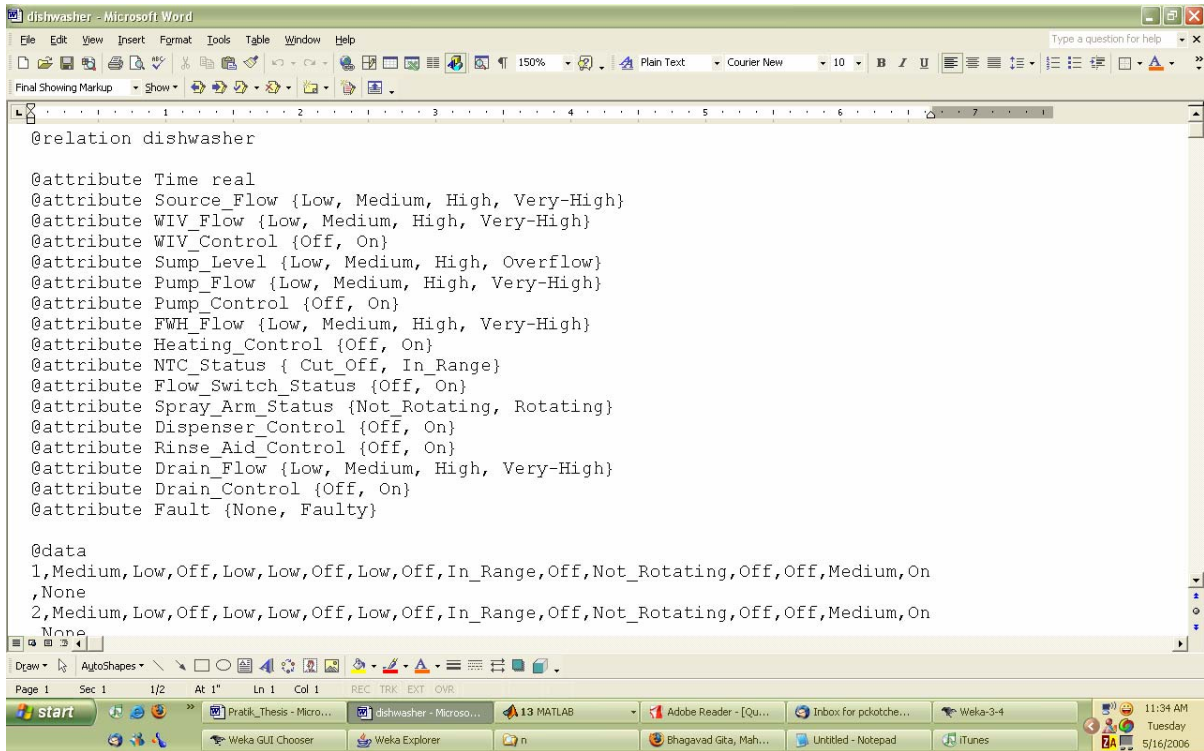 dishwasher - Microsoft Word
File Edit View Insert Format Tools Table Window Help
Type a question for help
150% Plain Text Courier New 10 B I U
Final Showing Markup Show
1 2 3 4 5 6 7
@relation dishwasher
@attribute Time real
@attribute Source_Flow {Low, Medium, High, Very-High}
@attribute WIV_Flow {Low, Medium, High, Very-High}
@attribute WIV_Control {Off, On}
@attribute Sump_Level {Low, Medium, High, Overflow}
@attribute Pump_Flow {Low, Medium, High, Very-High}
@attribute Pump_Control {Off, On}
@attribute FWH_Flow {Low, Medium, High, Very-High}
@attribute Heating_Control {Off, On}
@attribute NTC_Status { Cut_Off, In_Range}
@attribute Flow_Switch_Status {Off, On}
@attribute Spray_Arm_Status {Not_Rotating, Rotating}
@attribute Dispenser_Control {Off, On}
@attribute Rinse_Aid_Control {Off, On}
@attribute Drain_Flow {Low, Medium, High, Very-High}
@attribute Drain_Control {Off, On}
@attribute Fault {None, Faulty}
@data
1,Medium,Low,Off,Low,Low,Off,Low,Off,In_Range,Off,Not_Rotating,Off,Off,Medium,On
,None
2,Medium,Low,Off,Low,Low,Off,Low,Off,In_Range,Off,Not_Rotating,Off,Off,Medium,On
,None
Draw AutoShapes
Page 1 Sec 1 1/2 At 1" Ln 1 Col 1 REC TRK EXT OVR
start Pratik_Thesis - Micro... dishwasher - Microso... 13 MATLAB Adobe Reader - [Qu... Inbox for pckotche... Weka-3-4 11:34 AM
Tuesday
Weka GUI Chooser Weka Explorer n Bhagavad Gita, Mah... Untitled - Notepad iTunes 5/16/2006